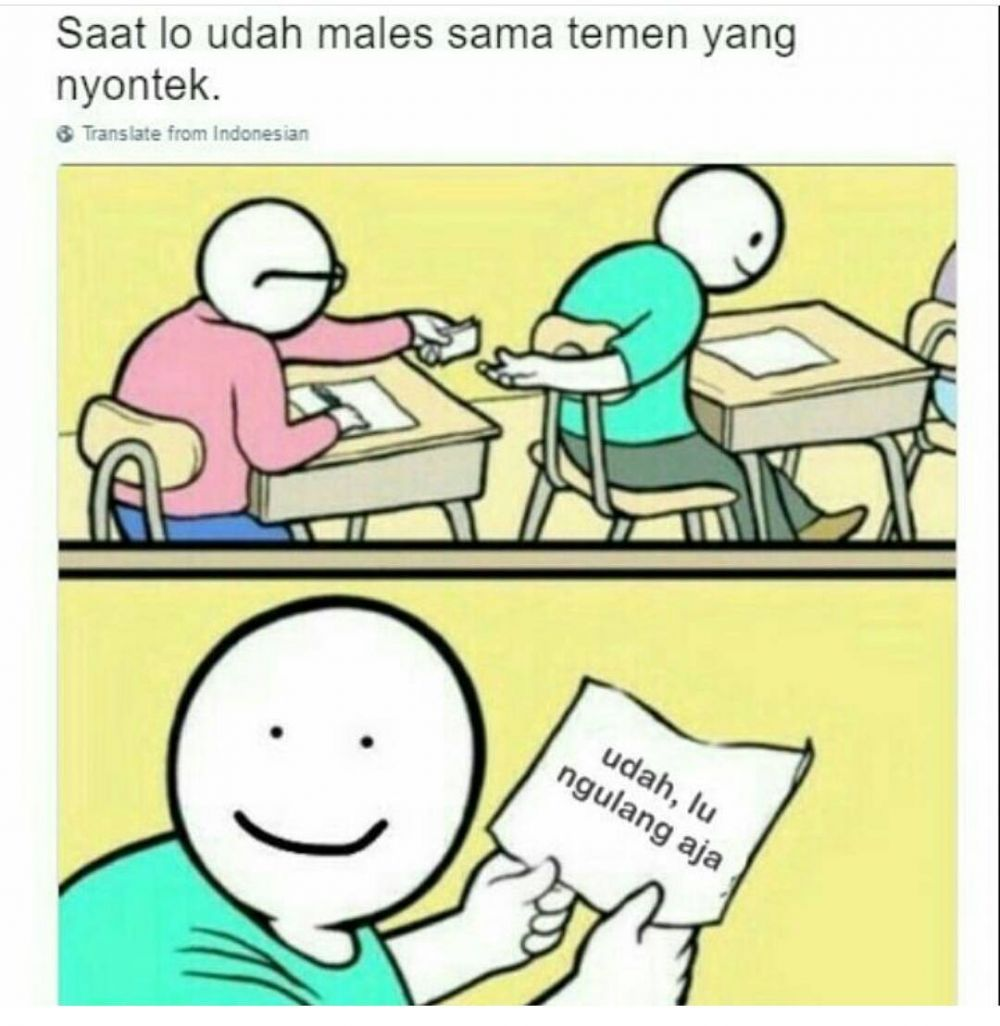 Saat lo udah males sama temen yang
nyontek.
Translate from Indonesian
udah, lu
ngulang aja